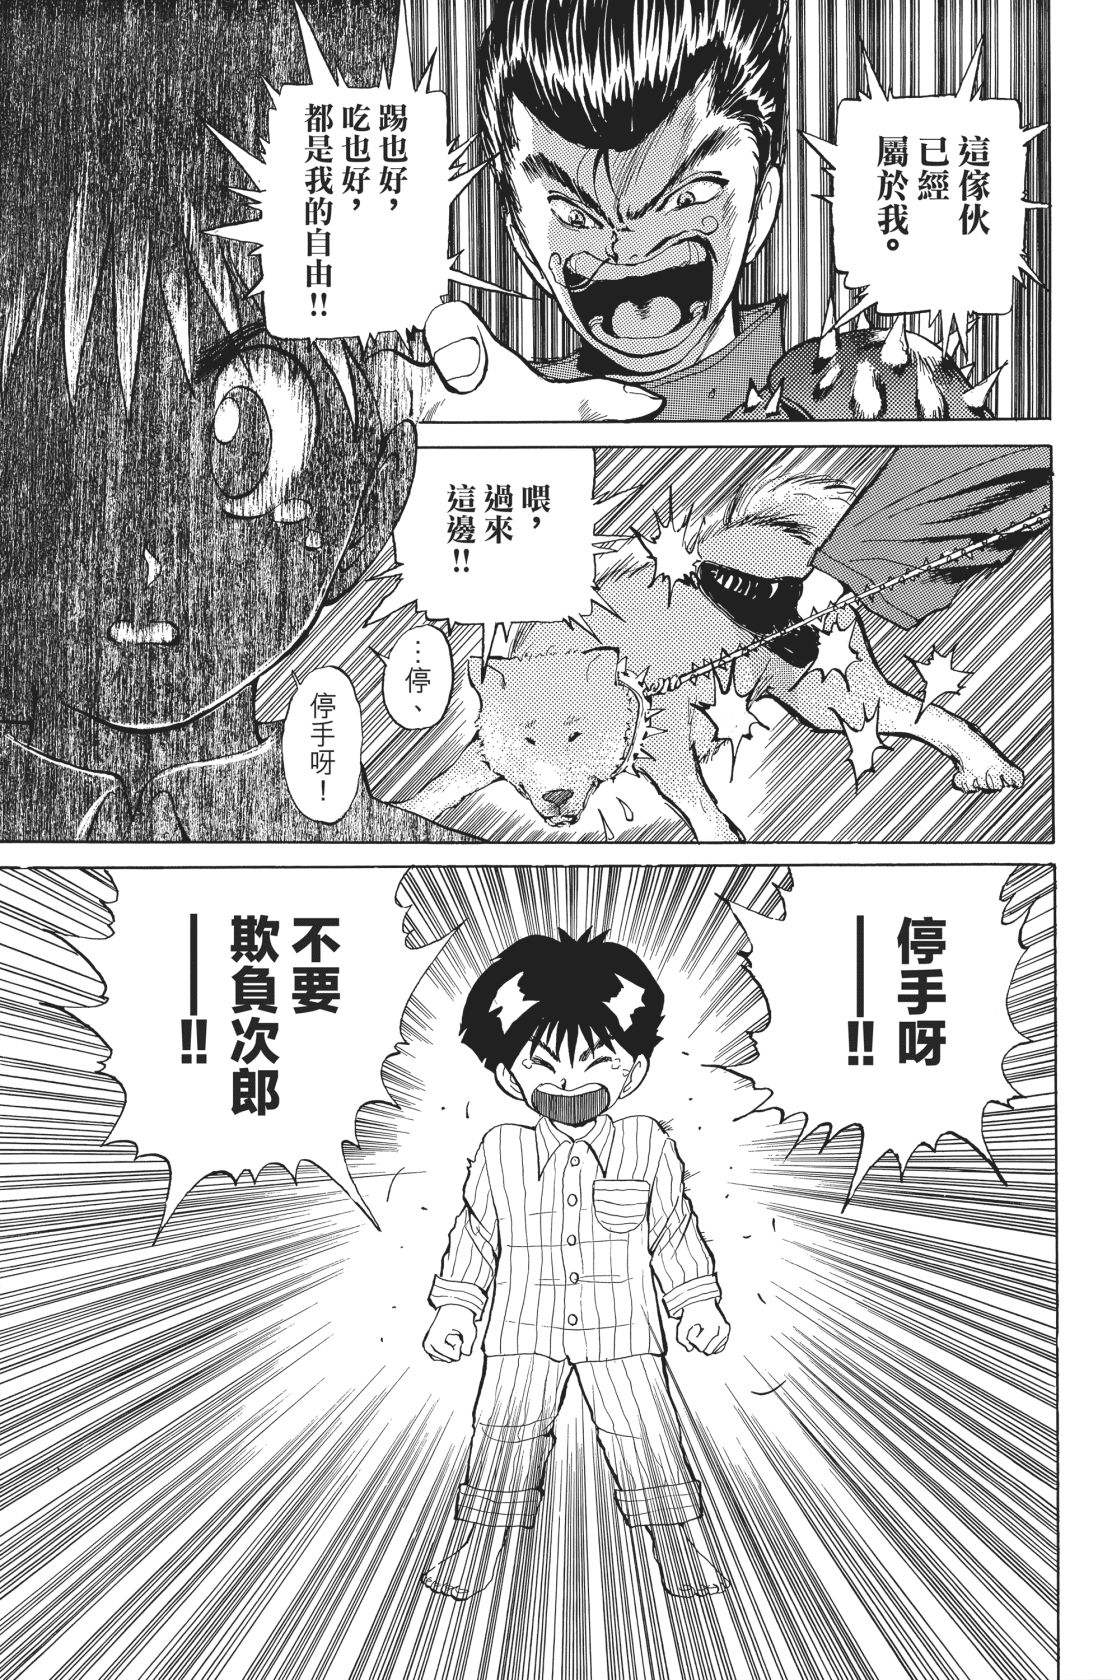 這傢伙
已經
屬於我。
踢也好，
吃也好，
都是我的自由!!
喂，
過來
這邊!!
…停、
停手呀！
停手呀
——!!
不要
欺負次郎
——!!